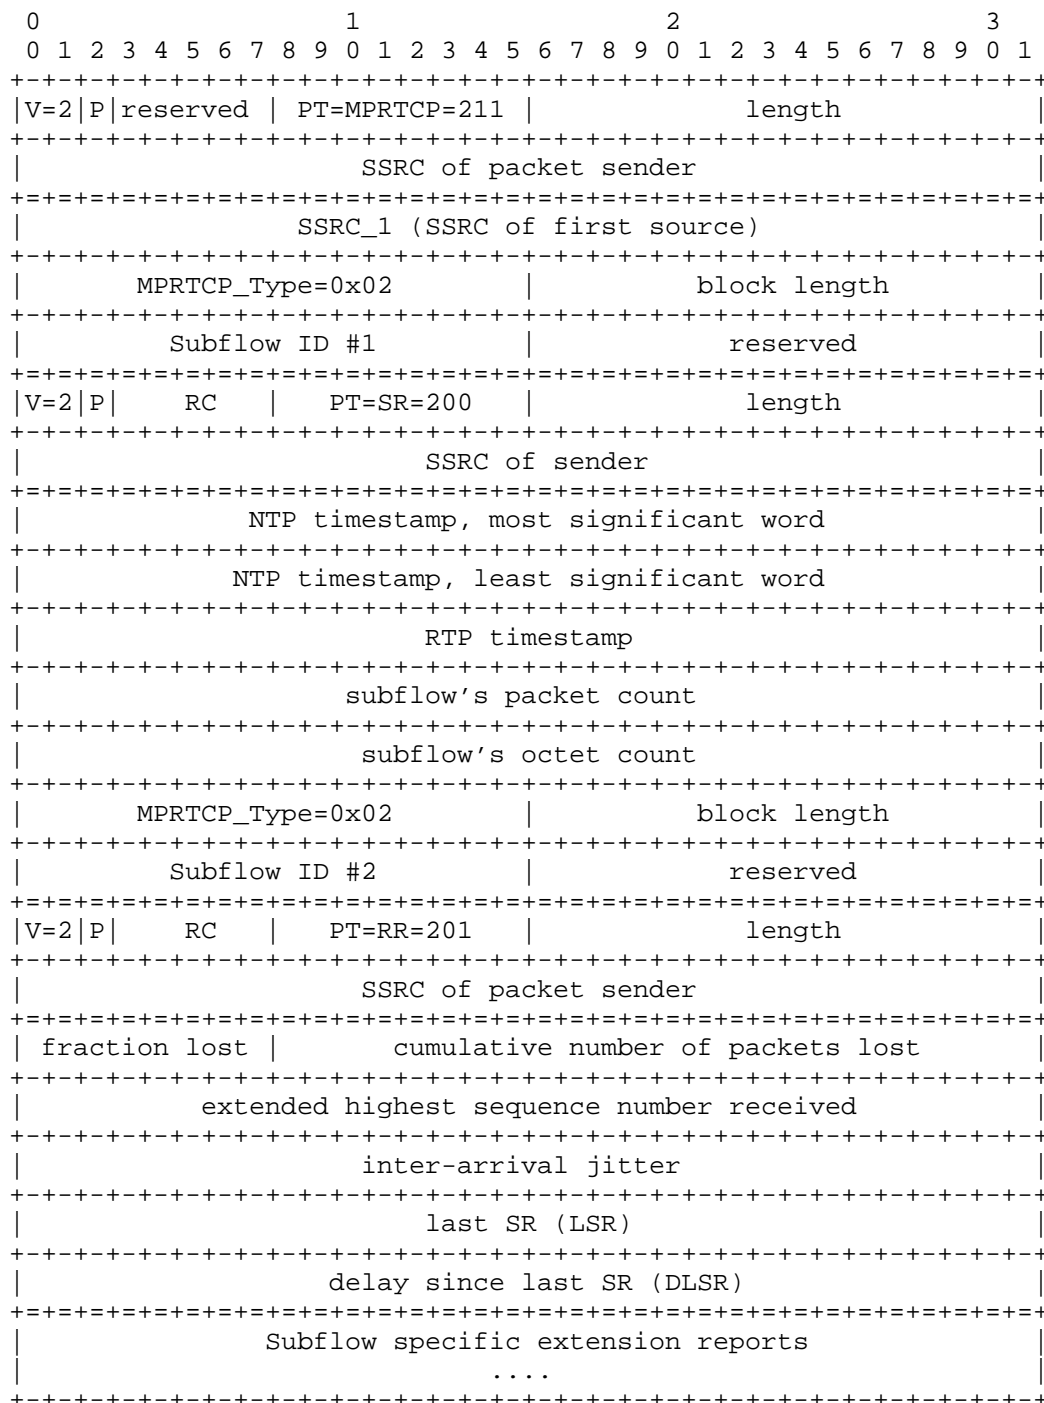 0                   1                   2                   3
 0 1 2 3 4 5 6 7 8 9 0 1 2 3 4 5 6 7 8 9 0 1 2 3 4 5 6 7 8 9 0 1
+-+-+-+-+-+-+-+-+-+-+-+-+-+-+-+-+-+-+-+-+-+-+-+-+-+-+-+-+-+-+-+-+
|V=2|P|reserved | PT=MPRTCP=211 |             length            |
+-+-+-+-+-+-+-+-+-+-+-+-+-+-+-+-+-+-+-+-+-+-+-+-+-+-+-+-+-+-+-+-+
|                     SSRC of packet sender                     |
+=+=+=+=+=+=+=+=+=+=+=+=+=+=+=+=+=+=+=+=+=+=+=+=+=+=+=+=+=+=+=+=+
|                 SSRC_1 (SSRC of first source)                 |
+-+-+-+-+-+-+-+-+-+-+-+-+-+-+-+-+-+-+-+-+-+-+-+-+-+-+-+-+-+-+-+-+
|       MPRTCP_Type=0x02        |          block length         |
+-+-+-+-+-+-+-+-+-+-+-+-+-+-+-+-+-+-+-+-+-+-+-+-+-+-+-+-+-+-+-+-+
|         Subflow ID #1         |            reserved           |
+=+=+=+=+=+=+=+=+=+=+=+=+=+=+=+=+=+=+=+=+=+=+=+=+=+=+=+=+=+=+=+=+
|V=2|P|    RC   |   PT=SR=200   |             length            |
+-+-+-+-+-+-+-+-+-+-+-+-+-+-+-+-+-+-+-+-+-+-+-+-+-+-+-+-+-+-+-+-+
|                         SSRC of sender                        |
+=+=+=+=+=+=+=+=+=+=+=+=+=+=+=+=+=+=+=+=+=+=+=+=+=+=+=+=+=+=+=+=+
|              NTP timestamp, most significant word             |
+-+-+-+-+-+-+-+-+-+-+-+-+-+-+-+-+-+-+-+-+-+-+-+-+-+-+-+-+-+-+-+-+
|             NTP timestamp, least significant word             |
+-+-+-+-+-+-+-+-+-+-+-+-+-+-+-+-+-+-+-+-+-+-+-+-+-+-+-+-+-+-+-+-+
|                         RTP timestamp                         |
+-+-+-+-+-+-+-+-+-+-+-+-+-+-+-+-+-+-+-+-+-+-+-+-+-+-+-+-+-+-+-+-+
|                    subflow’s packet count                     |
+-+-+-+-+-+-+-+-+-+-+-+-+-+-+-+-+-+-+-+-+-+-+-+-+-+-+-+-+-+-+-+-+
|                     subflow’s octet count                     |
+-+-+-+-+-+-+-+-+-+-+-+-+-+-+-+-+-+-+-+-+-+-+-+-+-+-+-+-+-+-+-+-+
|       MPRTCP_Type=0x02        |          block length         |
+-+-+-+-+-+-+-+-+-+-+-+-+-+-+-+-+-+-+-+-+-+-+-+-+-+-+-+-+-+-+-+-+
|         Subflow ID #2         |            reserved           |
+=+=+=+=+=+=+=+=+=+=+=+=+=+=+=+=+=+=+=+=+=+=+=+=+=+=+=+=+=+=+=+=+
|V=2|P|    RC   |   PT=RR=201   |             length            |
+-+-+-+-+-+-+-+-+-+-+-+-+-+-+-+-+-+-+-+-+-+-+-+-+-+-+-+-+-+-+-+-+
|                     SSRC of packet sender                     |
+=+=+=+=+=+=+=+=+=+=+=+=+=+=+=+=+=+=+=+=+=+=+=+=+=+=+=+=+=+=+=+=+
| fraction lost |       cumulative number of packets lost       |
+-+-+-+-+-+-+-+-+-+-+-+-+-+-+-+-+-+-+-+-+-+-+-+-+-+-+-+-+-+-+-+-+
|           extended highest sequence number received           |
+-+-+-+-+-+-+-+-+-+-+-+-+-+-+-+-+-+-+-+-+-+-+-+-+-+-+-+-+-+-+-+-+
|                     inter-arrival jitter                      |
+-+-+-+-+-+-+-+-+-+-+-+-+-+-+-+-+-+-+-+-+-+-+-+-+-+-+-+-+-+-+-+-+
|                         last SR (LSR)                         |
+-+-+-+-+-+-+-+-+-+-+-+-+-+-+-+-+-+-+-+-+-+-+-+-+-+-+-+-+-+-+-+-+
|                   delay since last SR (DLSR)                  |
+=+=+=+=+=+=+=+=+=+=+=+=+=+=+=+=+=+=+=+=+=+=+=+=+=+=+=+=+=+=+=+=+
|               Subflow specific extension reports              |
|                             ....                              |
+-+-+-+-+-+-+-+-+-+-+-+-+-+-+-+-+-+-+-+-+-+-+-+-+-+-+-+-+-+-+-+-+